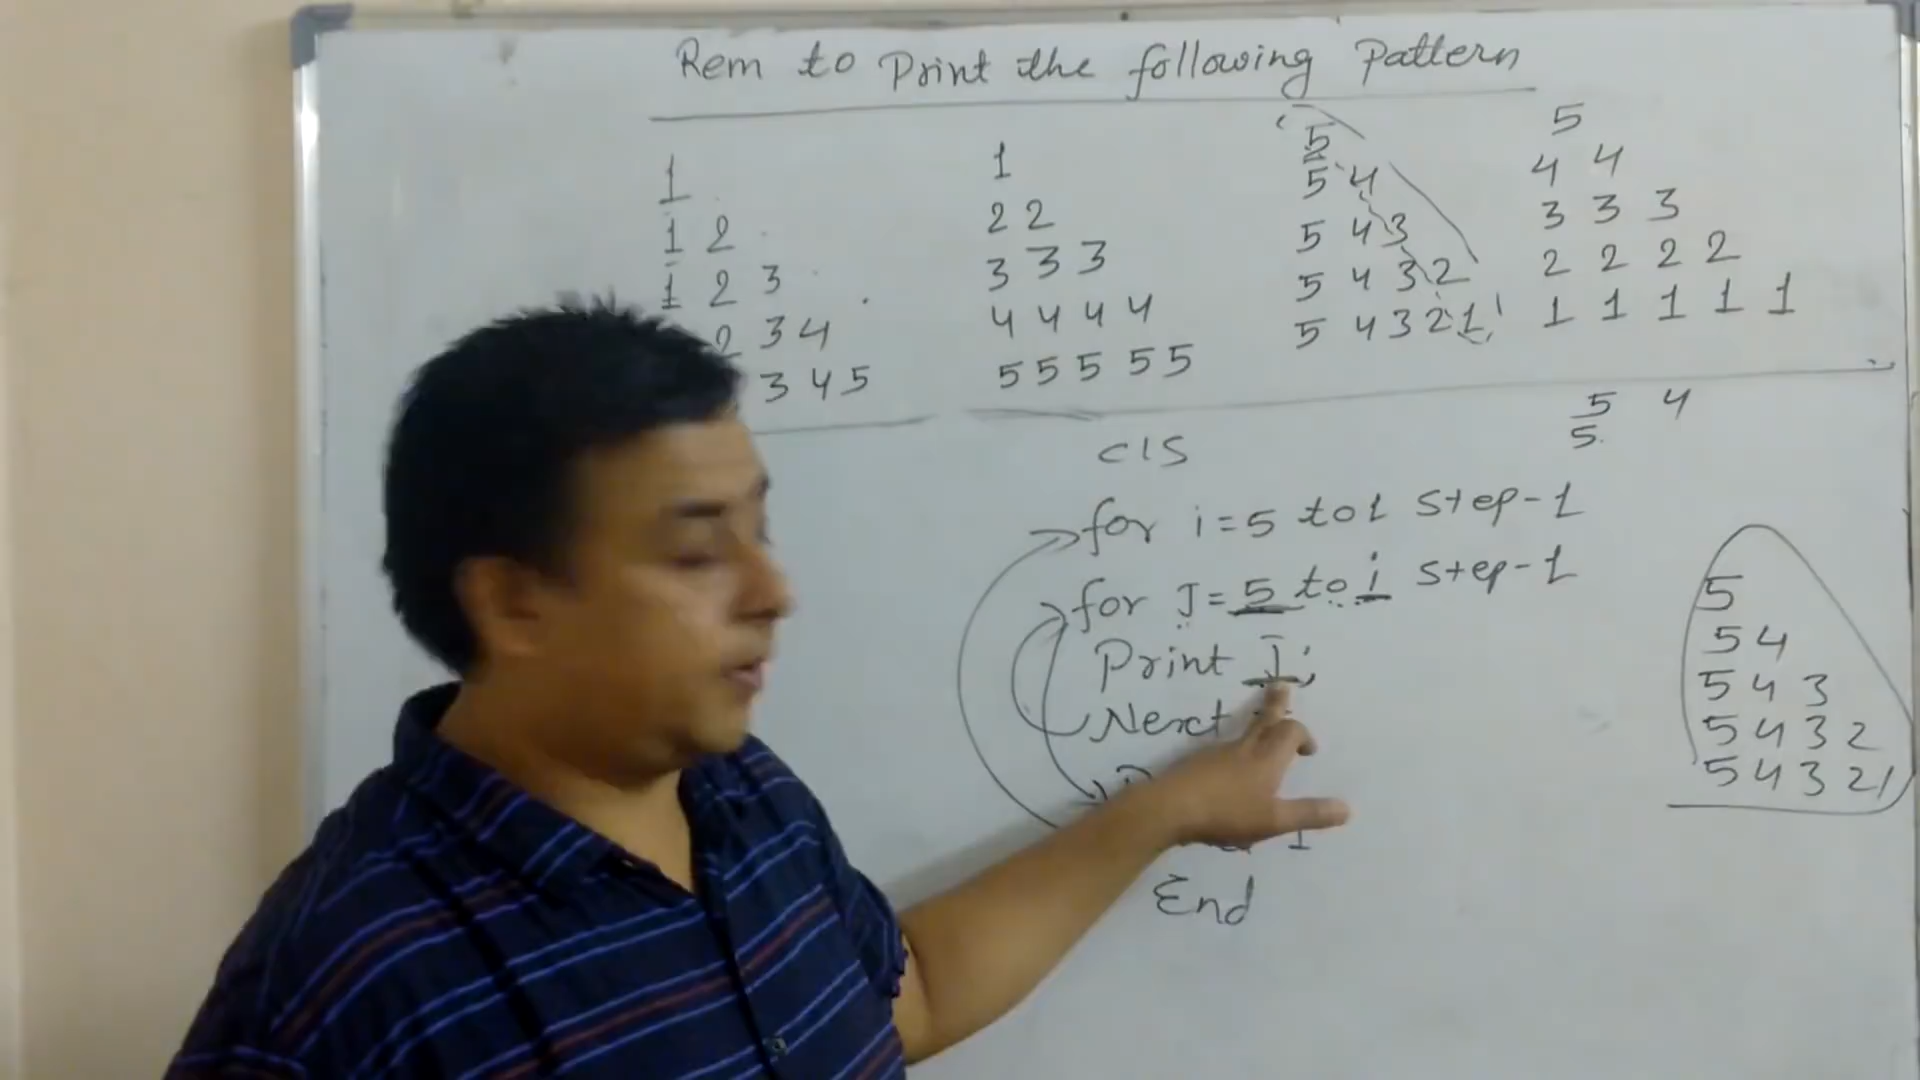 Rem to Print the following Pattern
1
1 2
1 2 3
2 3 4
3 4 5
1
2 2
3 3 3
4 4 4 4
5 5 5 5 5
5
5 4
5 4 3
5 4 3 2
5 4 3 2 1
5
4 4
3 3 3
2 2 2 2
1 1 1 1 1
5 4
5
cls
for i=5 to 1 step-1
for J=5 to i step-1
Print J;
Next
End
5
5 4
5 4 3
5 4 3 2
5 4 3 2 1